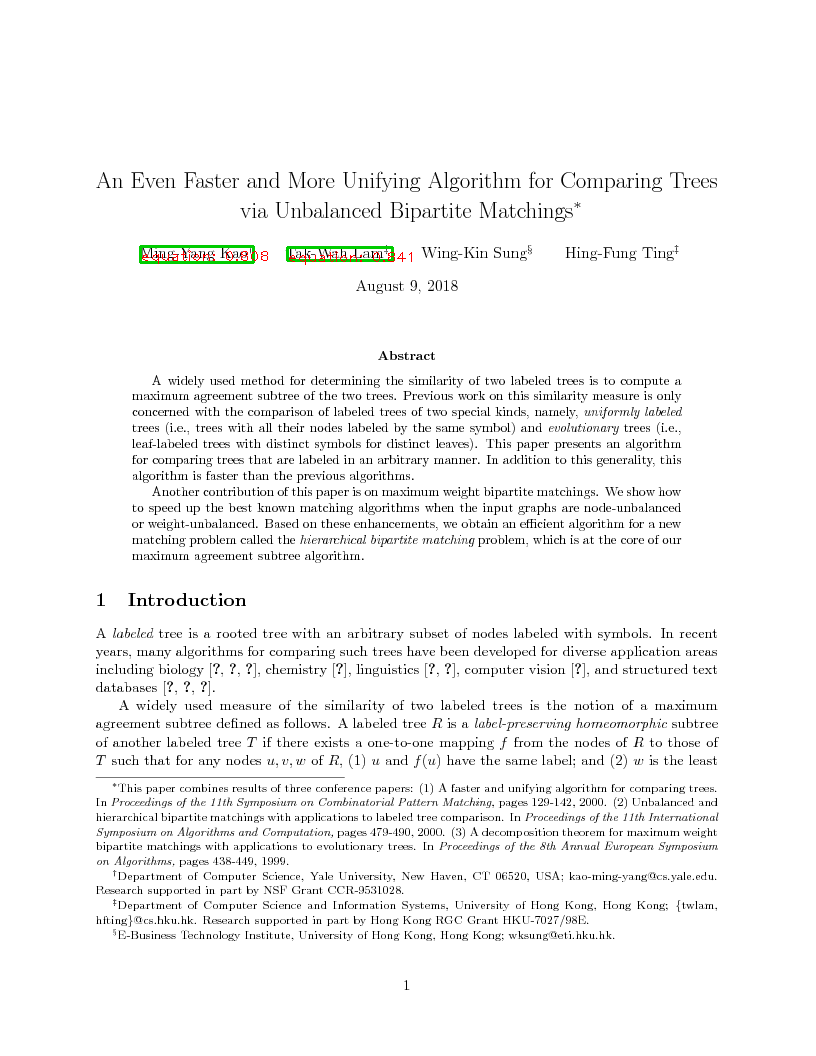 An Even Faster and More Unifying Algorithm for Comparing Trees
via Unbalanced Bipartite Matchings*
Ming-Yang Kao† Tak-Wah Lam‡ Wing-Kin Sung§ Hing-Fung Ting‡
equation: 0.808 equation: 0.841
August 9, 2018
Abstract
A widely used method for determining the similarity of two labeled trees is to compute a
maximum agreement subtree of the two trees. Previous work on this similarity measure is only
concerned with the comparison of labeled trees of two special kinds, namely, uniformly labeled
trees (i.e., trees with all their nodes labeled by the same symbol) and evolutionary trees (i.e.,
leaf-labeled trees with distinct symbols for distinct leaves). This paper presents an algorithm
for comparing trees that are labeled in an arbitrary manner. In addition to this generality, this
algorithm is faster than the previous algorithms.
Another contribution of this paper is on maximum weight bipartite matchings. We show how
to speed up the best known matching algorithms when the input graphs are node-unbalanced
or weight-unbalanced. Based on these enhancements, we obtain an efficient algorithm for a new
matching problem called the hierarchical bipartite matching problem, which is at the core of our
maximum agreement subtree algorithm.
1 Introduction
A labeled tree is a rooted tree with an arbitrary subset of nodes labeled with symbols. In recent
years, many algorithms for comparing such trees have been developed for diverse application areas
including biology [?, ?, ?], chemistry [?], linguistics [?, ?], computer vision [?], and structured text
databases [?, ?, ?].
A widely used measure of the similarity of two labeled trees is the notion of a maximum
agreement subtree defined as follows. A labeled tree R is a label-preserving homeomorphic subtree
of another labeled tree T if there exists a one-to-one mapping f from the nodes of R to those of
T such that for any nodes u, v, w of R, (1) u and f(u) have the same label; and (2) w is the least
*This paper combines results of three conference papers: (1) A faster and unifying algorithm for comparing trees.
In Proceedings of the 11th Symposium on Combinatorial Pattern Matching, pages 129-142, 2000. (2) Unbalanced and
hierarchical bipartite matchings with applications to labeled tree comparison. In Proceedings of the 11th International
Symposium on Algorithms and Computation, pages 479-490, 2000. (3) A decomposition theorem for maximum weight
bipartite matchings with applications to evolutionary trees. In Proceedings of the 8th Annual European Symposium
on Algorithms, pages 438-449, 1999.
†Department of Computer Science, Yale University, New Haven, CT 06520, USA; kao-ming-yang@cs.yale.edu.
Research supported in part by NSF Grant CCR-9531028.
‡Department of Computer Science and Information Systems, University of Hong Kong, Hong Kong; {twlam,
hfting}@cs.hku.hk. Research supported in part by Hong Kong RGC Grant HKU-7027/98E.
§E-Business Technology Institute, University of Hong Kong, Hong Kong; wksung@eti.hku.hk.
1